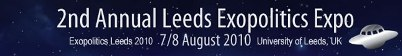 2nd Annual Leeds Exopolitics Expo
Exopolitics Leeds 2010 7/8 August 2010 University of Leeds, UK